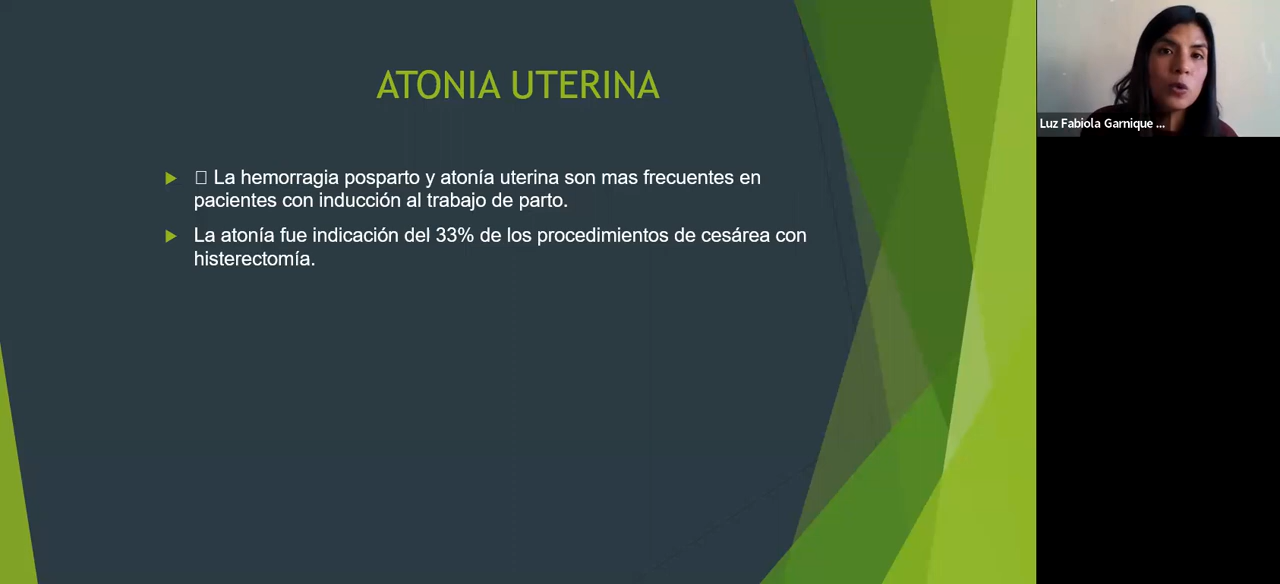 ATONIA UTERINA
▶ □ La hemorragia posparto y atonía uterina son mas frecuentes en
pacientes con inducción al trabajo de parto.
▶ La atonía fue indicación del 33% de los procedimientos de cesárea con
histerectomía.
Luz Fabiola Garnique ...